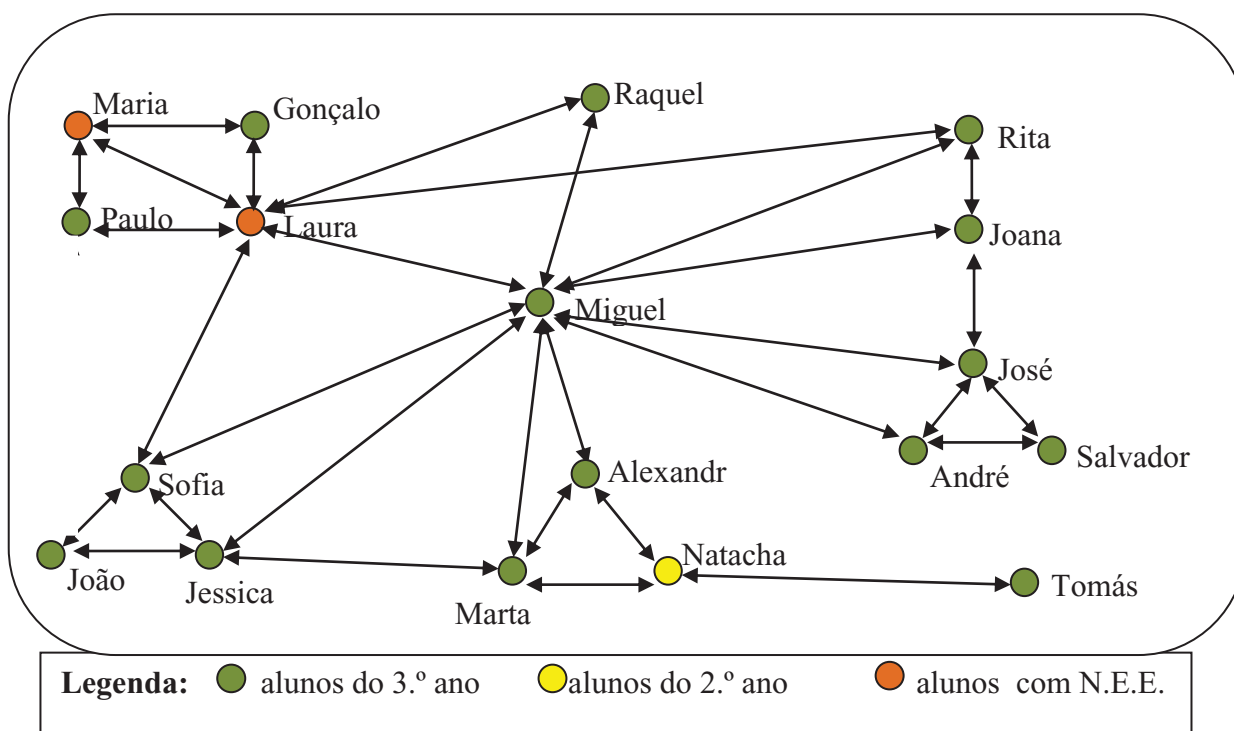 Maria
Gonçalo
Raquel
Rita
Paulo
Laura
Joana
Miguel
José
Sofia
Alexandr
André
Salvador
João
Jessica
Marta
Natacha
Tomás
Legenda: alunos do 3.º ano alunos do 2.º ano alunos com N.E.E.